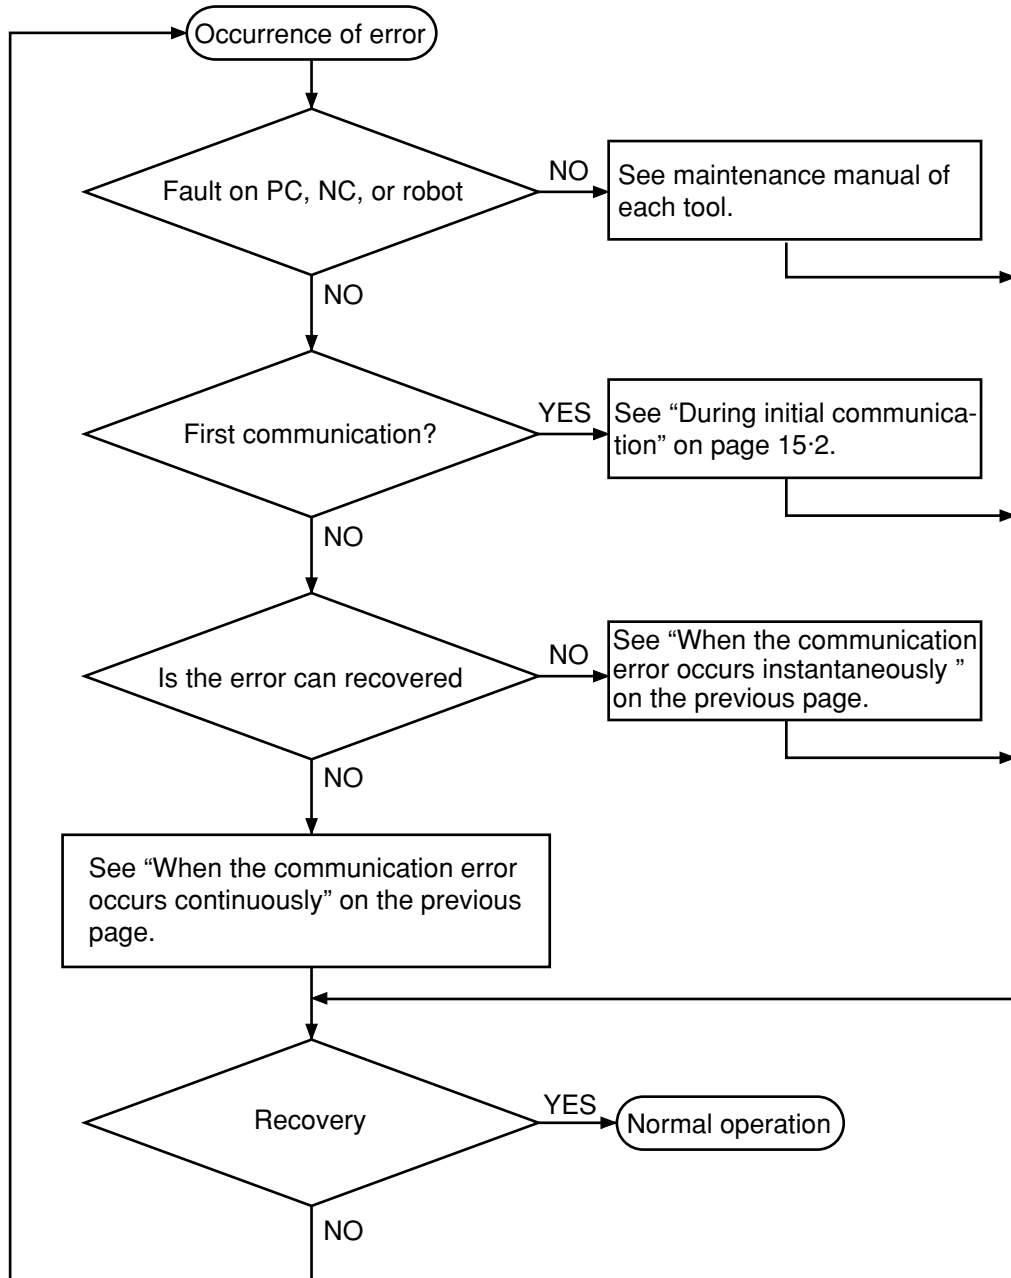 Occurrence of error
Fault on PC, NC, or robot
NO
See maintenance manual of
each tool.
NO
First communication?
YES
See “During initial communica-
tion” on page 15·2.
NO
Is the error can recovered
NO
See “When the communication
error occurs instantaneously ”
on the previous page.
NO
See “When the communication error
occurs continuously” on the previous
page.
Recovery
YES
Normal operation
NO